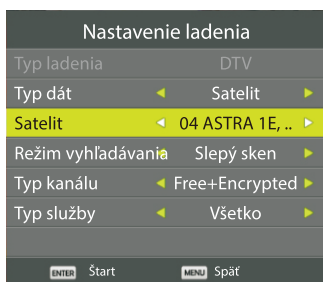 Nastavenie ladenia
Typ ladenia DTV
Typ dát Satelit
Satelit 04 ASTRA 1E, ..
Režim vyhľadávania Slepý sken
Typ kanálu Free+Encrypted
Typ služby Všetko
ENTER Štart MENU Späť